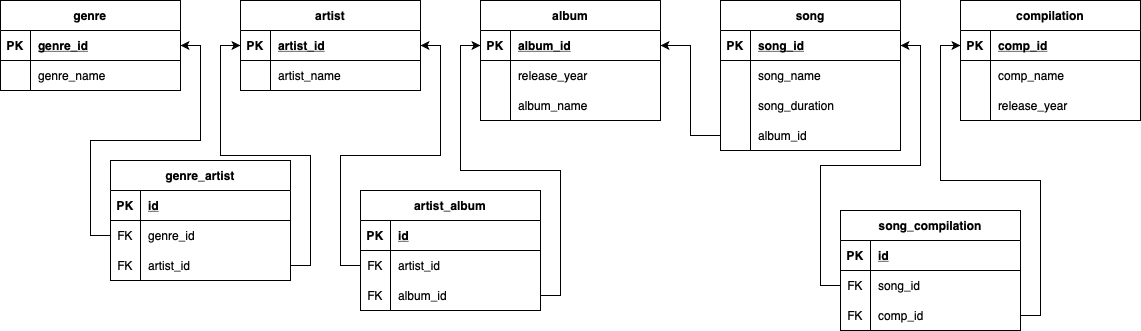 genre
PK genre_id
genre_name
artist
PK artist_id
artist_name
album
PK album_id
release_year
album_name
song
PK song_id
song_name
song_duration
album_id
compilation
PK comp_id
comp_name
release_year
genre_artist
PK id
FK genre_id
FK artist_id
artist_album
PK id
FK artist_id
FK album_id
song_compilation
PK id
FK song_id
FK comp_id